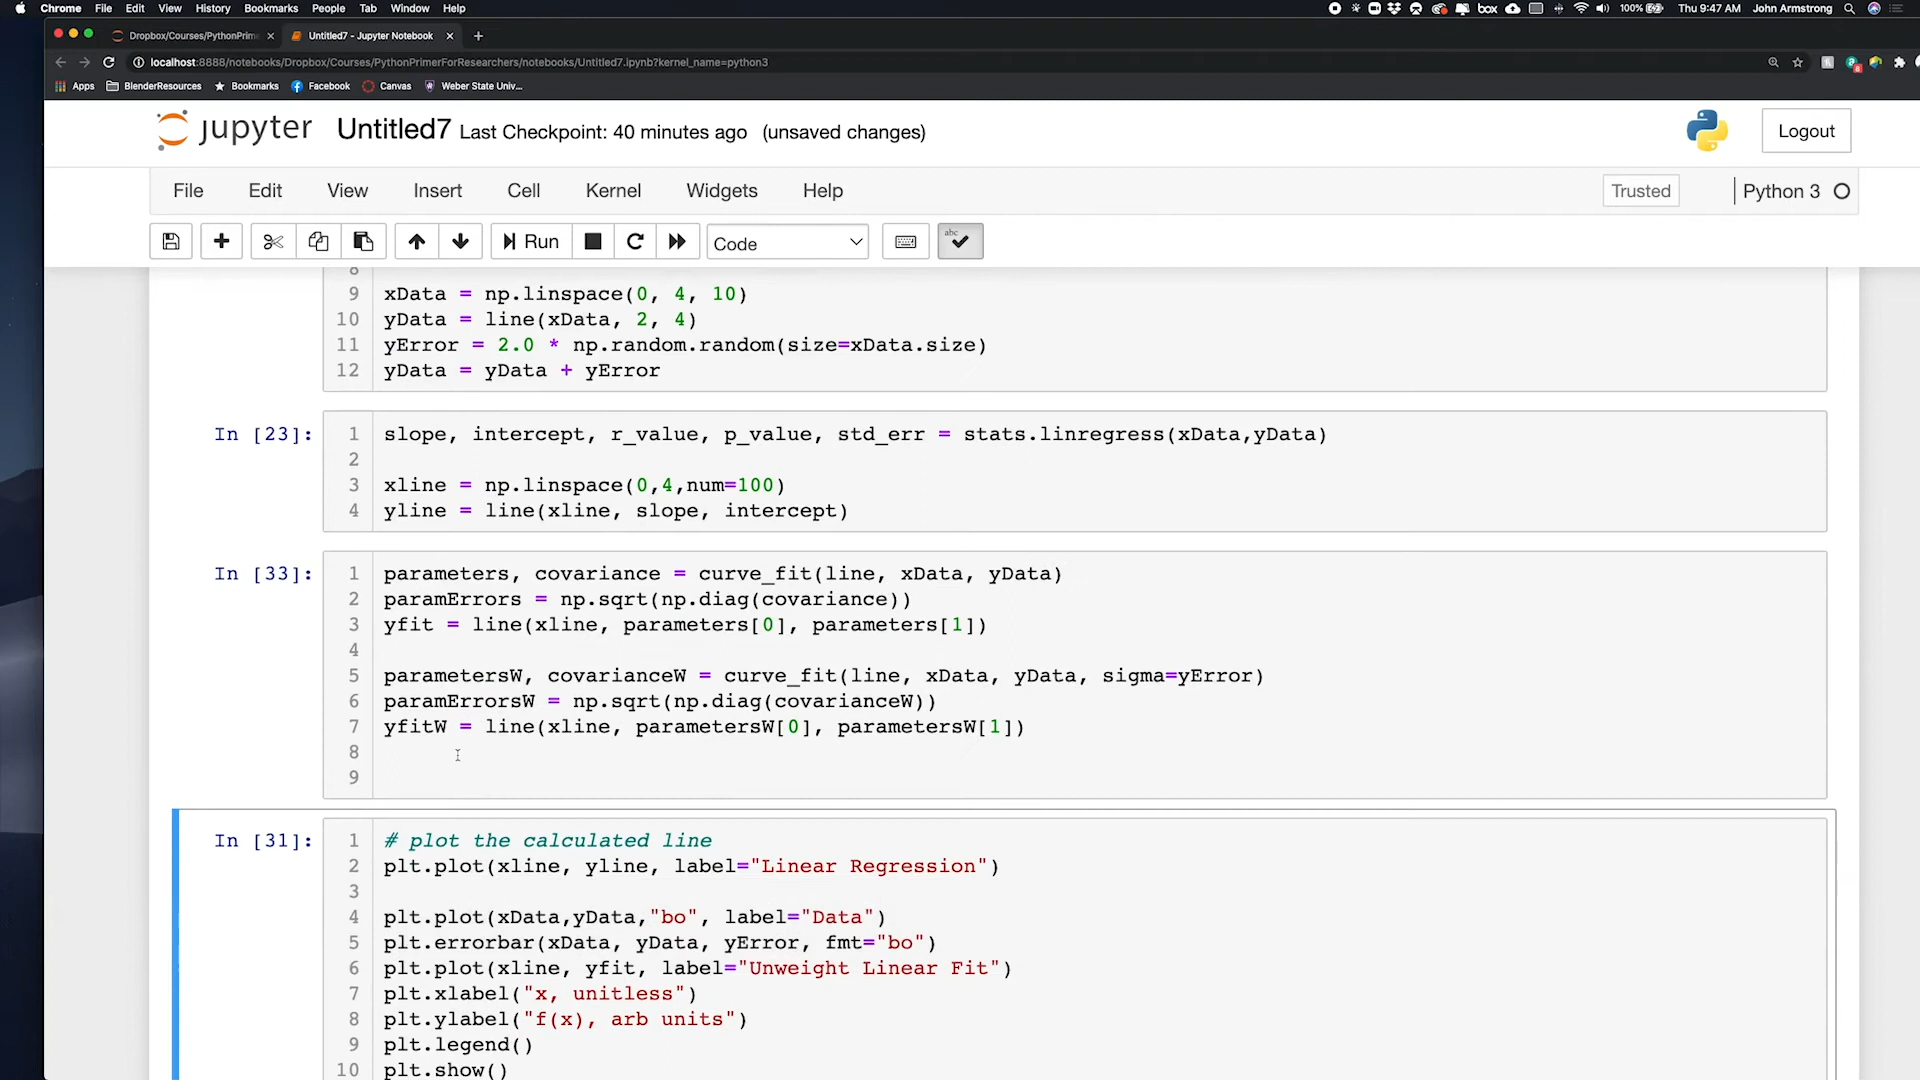 Chrome File Edit View History Bookmarks People Tab Window Help box 100% Thu 9:47 AM John Armstrong
Dropbox/Courses/PythonPrime Untitled7 - Jupyter Notebook
localhost:8888/notebooks/Dropbox/Courses/PythonPrimerForResearchers/notebooks/Untitled7.ipynb?kernel_name=python3
Apps BlenderResources Bookmarks Facebook Canvas Weber State Univ...
jupyter Untitled7 Last Checkpoint: 40 minutes ago (unsaved changes) Logout
File Edit View Insert Cell Kernel Widgets Help Trusted Python 3
Run Code abc
8
9 xData = np.linspace(0, 4, 10)
10 yData = line(xData, 2, 4)
11 yError = 2.0 * np.random.random(size=xData.size)
12 yData = yData + yError
In [23]: 1 slope, intercept, r_value, p_value, std_err = stats.linregress(xData,yData)
2
3 xline = np.linspace(0,4,num=100)
4 yline = line(xline, slope, intercept)
In [33]: 1 parameters, covariance = curve_fit(line, xData, yData)
2 paramErrors = np.sqrt(np.diag(covariance))
3 yfit = line(xline, parameters[0], parameters[1])
4
5 parametersW, covarianceW = curve_fit(line, xData, yData, sigma=yError)
6 paramErrorsW = np.sqrt(np.diag(covarianceW))
7 yfitW = line(xline, parametersW[0], parametersW[1])
8
9
In [31]: 1 # plot the calculated line
2 plt.plot(xline, yline, label="Linear Regression")
3
4 plt.plot(xData,yData,"bo", label="Data")
5 plt.errorbar(xData, yData, yError, fmt="bo")
6 plt.plot(xline, yfit, label="Unweight Linear Fit")
7 plt.xlabel("x, unitless")
8 plt.ylabel("f(x), arb units")
9 plt.legend()
10 plt.show()